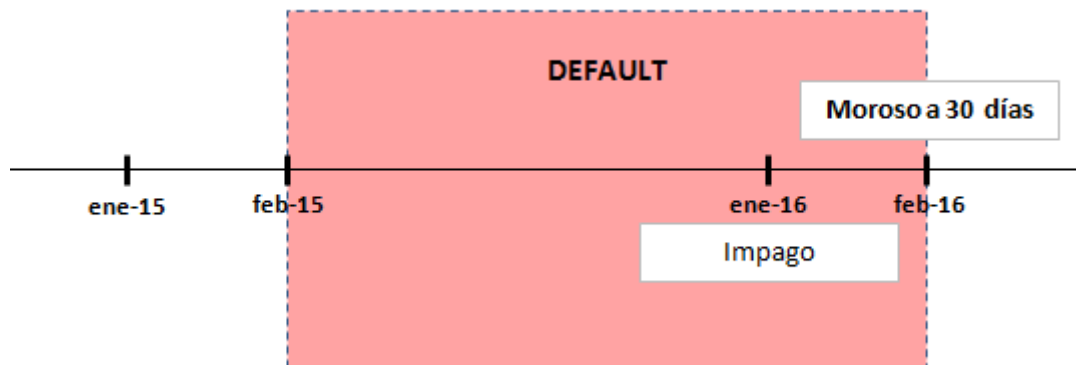 DEFAULT
Moroso a 30 días
ene-15
feb-15
ene-16
feb-16
Impago